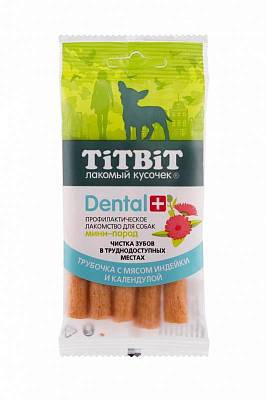 TiTBiT
лакомый кусочек®
Dental+
ПРОФИЛАКТИЧЕСКОЕ
ЛАКОМСТВО ДЛЯ СОБАК
мини-пород
ЧИСТКА ЗУБОВ
В ТРУДНОДОСТУПНЫХ
МЕСТАХ
ТРУБОЧКА С МЯСОМ ИНДЕЙКИ
И КАЛЕНДУЛОЙ